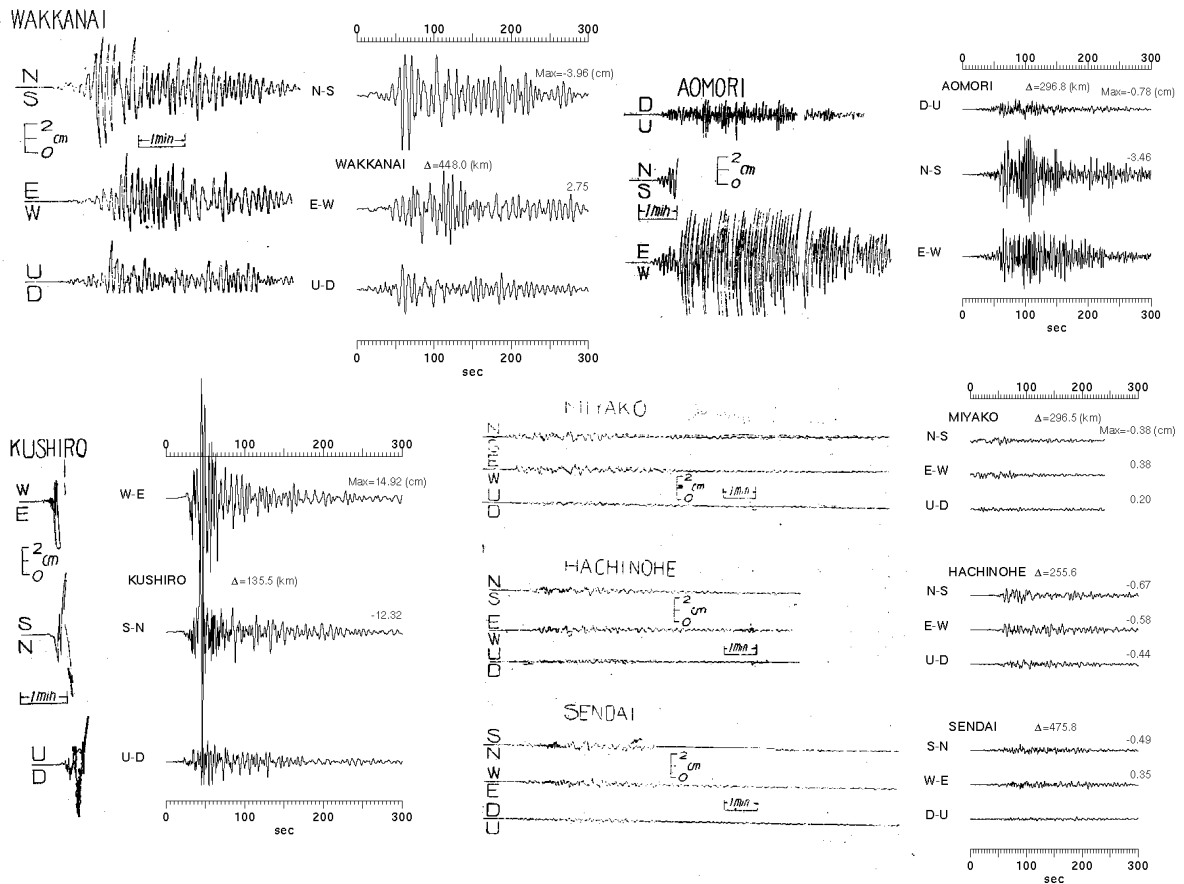 WAKKANAI
N
S
2
0 cm
1min
E
W
U
D
0 100 200 300
Max=-3.96 (cm)
N-S
WAKKANAI Δ=448.0 (km)
2.75
E-W
U-D
0 100 200 300
sec
AOMORI
D
U
N
S
2
0 cm
1min
E
W
0 100 200 300
AOMORI Δ=296.8 (km)
Max=-0.78 (cm)
D-U
-3.46
N-S
E-W
0 100 200 300
sec
KUSHIRO
W
E
2
0 cm
S
N
1min
U
D
0 100 200 300
Max=14.92 (cm)
W-E
KUSHIRO Δ=135.5 (km)
-12.32
S-N
U-D
0 100 200 300
sec
MIYAKO
N
S
E
W
U
D
2
0 cm
1min
HACHINOHE
N
S
E
W
U
D
2
0 cm
1min
SENDAI
S
N
W
E
D
U
2
0 cm
1min
0 100 200 300
MIYAKO Δ=296.5 (km)
Max=-0.38 (cm)
N-S
0.38
E-W
0.20
U-D
HACHINOHE Δ=255.6
-0.67
N-S
-0.58
E-W
-0.44
U-D
SENDAI Δ=475.8
-0.49
S-N
0.35
W-E
D-U
0 100 200 300
sec